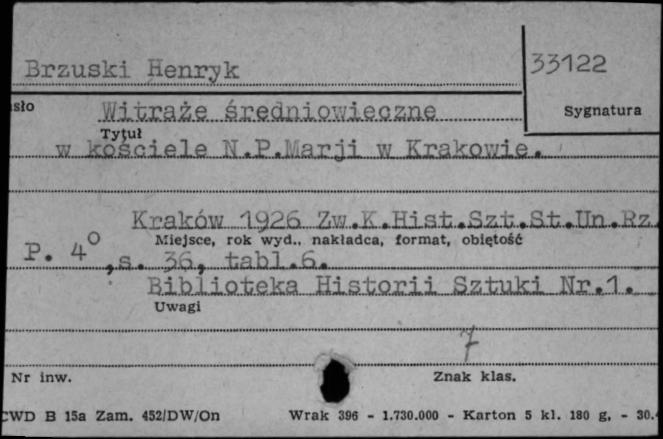 Brzuski Henryk
33122
sło Witraże średniowieczne
Sygnatura
Tytuł
w kościele N.P.Marji w Krakowie.
Kraków 1926 Zw.K.Hist.Szt.St.Un.Rz.
Miejsce, rok wyd., nakładca, format, obiętość
P. 4⁰, s. 36, tabl.6.
Biblioteka Historii Sztuki Nr.1.
Uwagi
7
Nr inw.
Znak klas.
CWD B 15a Zam. 452/DW/On Wrak 396 - 1.730.000 - Karton 5 kl. 180 g, - 30.